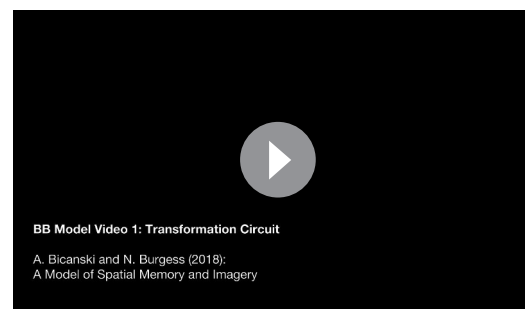 BB Model Video 1: Transformation Circuit
A. Bicanski and N. Burgess (2018):
A Model of Spatial Memory and Imagery